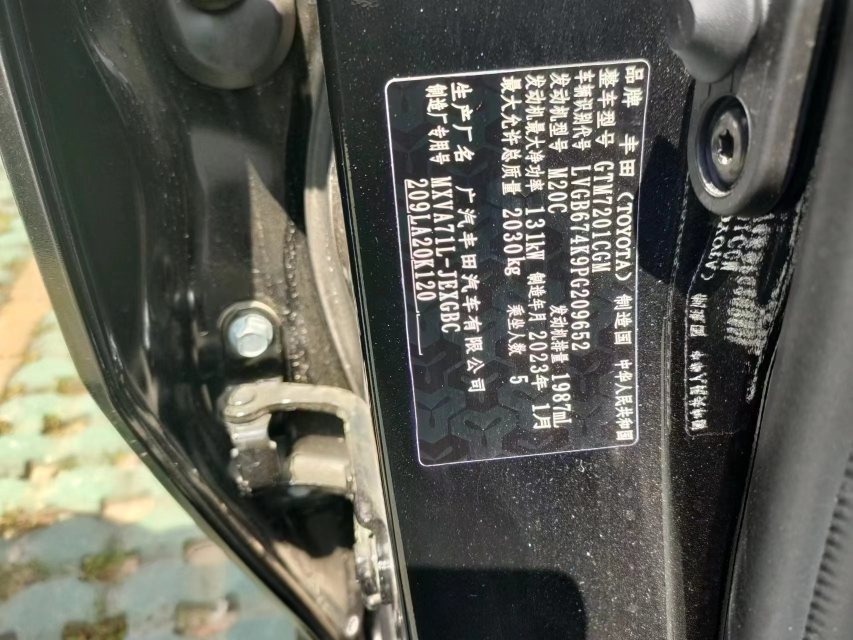 品牌 丰田（TOYOTA） 制造国 中华人民共和国
整车型号 GTM7201CGM
车辆识别代号 LVGB674K9PG209652
发动机型号 M20C 发动机排量 1987mL
发动机最大净功率 131kW 制造年月 2023年 1月
最大允许总质量 2030kg 乘坐人数 5
生产厂名 广汽丰田汽车有限公司
制造厂专用号 MXVA71L-JEXGBC
209LA20K120